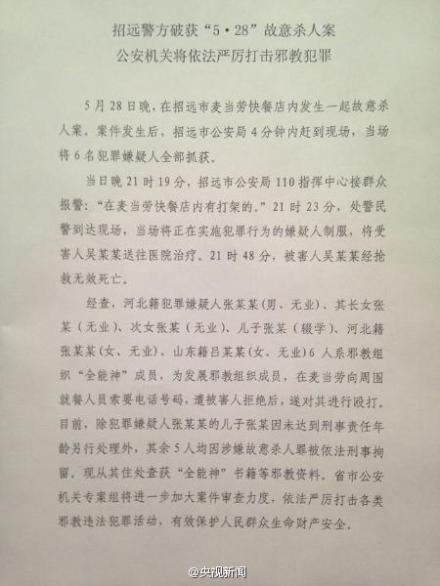 招远警方破获“5·28”故意杀人案
公安机关将依法严厉打击邪教犯罪
5月28日晚，在招远市麦当劳快餐店内发生一起故意杀
人案。案件发生后，招远市公安局4分钟内赶到现场，当场
将6名犯罪嫌疑人全部抓获。
当日晚21时19分，招远市公安局110指挥中心接群众
报警：“在麦当劳快餐店内有打架的。”21时23分，处警民
警到达现场，当场将正在实施犯罪行为的嫌疑人制服，将受
害人吴某某送往医院治疗。21时48分，被害人吴某某经抢
救无效死亡。
经查，河北籍犯罪嫌疑人张某某(男、无业)、其长女张
某（无业）、次女张某（无业）、儿子张某（辍学）、河北籍
张某某(女、无业)、山东籍吕某某(女、无业)6人系邪教组
织“全能神”成员，为发展邪教组织成员，在麦当劳向周围
就餐人员索要电话号码，遭被害人拒绝后，遂对其进行殴打。
目前，除犯罪嫌疑人张某某的儿子张某因未达到刑事责任年
龄另行处理外，其余5人均因涉嫌故意杀人罪被依法刑事拘
留。现从其住处查获“全能神”书籍等邪教资料。省市公安
机关专案组将进一步加大案件审查力度，依法严厉打击各类
邪教违法犯罪活动，有效保护人民群众生命财产安全。
@央视新闻